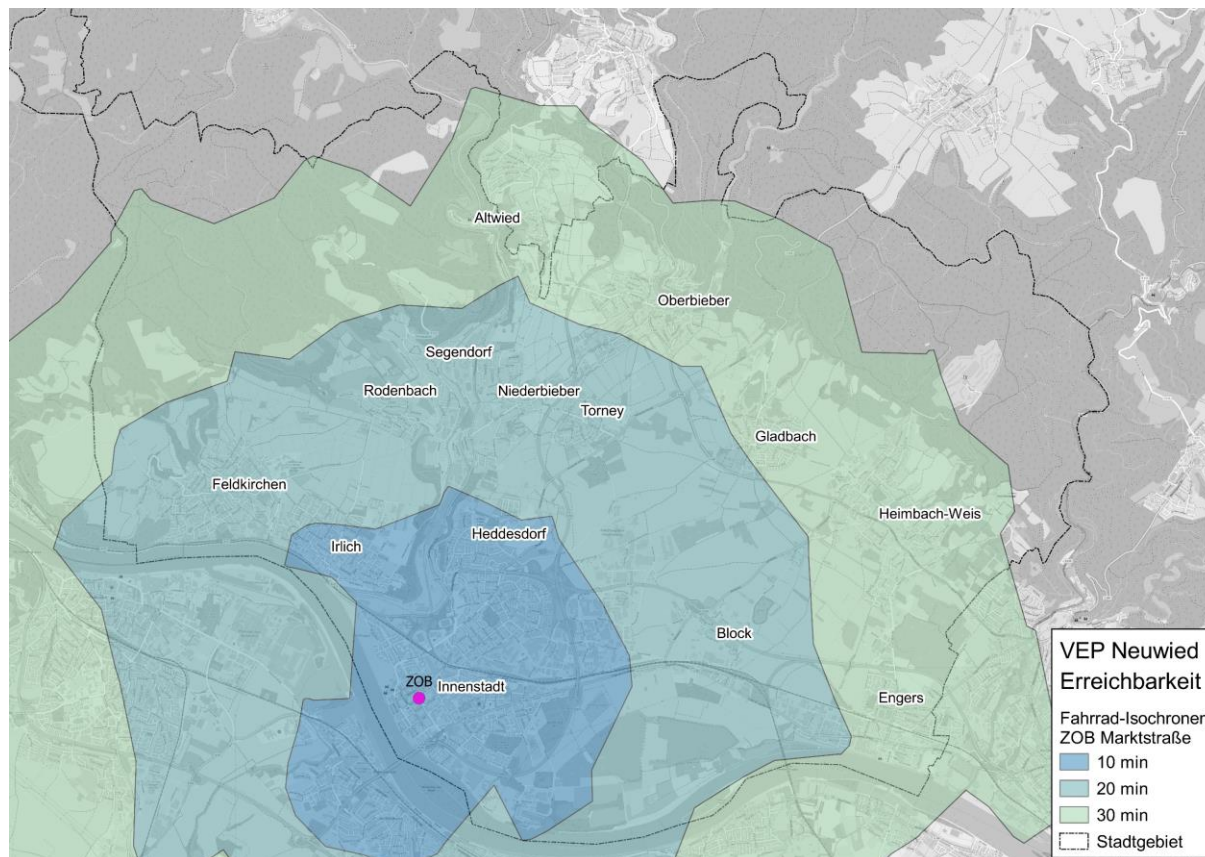 Altwied
Oberbieber
Segendorf
Rodenbach
Niederbieber
Torney
Gladbach
Feldkirchen
Heimbach-Weis
Irlich
Heddesdorf
Block
ZOB
Innenstadt
Engers
VEP Neuwied
Erreichbarkeit
Fahrrad-Isochronen
ZOB Marktstraße
10 min
20 min
30 min
Stadtgebiet